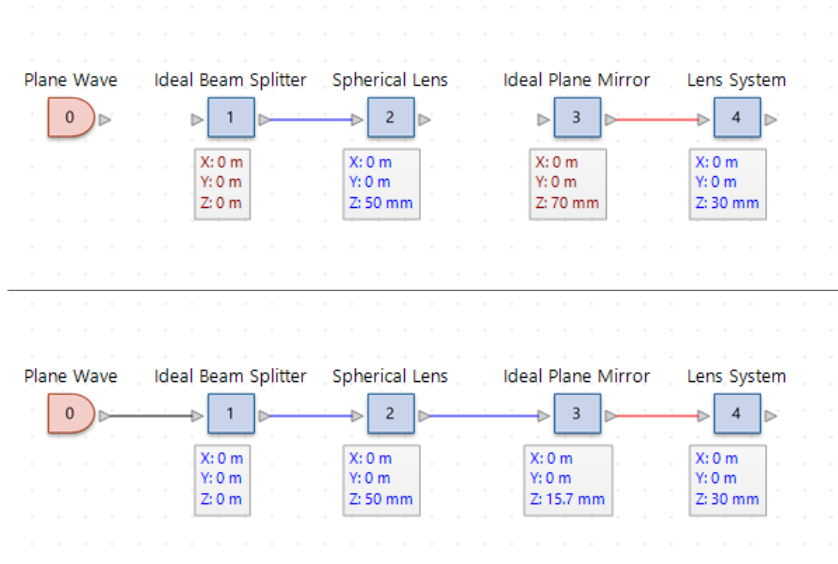 Plane Wave Ideal Beam Splitter Spherical Lens Ideal Plane Mirror Lens System
0 1 2 3 4
X: 0 m X: 0 m X: 0 m X: 0 m
Y: 0 m Y: 0 m Y: 0 m Y: 0 m
Z: 0 m Z: 50 mm Z: 70 mm Z: 30 mm
Plane Wave Ideal Beam Splitter Spherical Lens Ideal Plane Mirror Lens System
0 1 2 3 4
X: 0 m X: 0 m X: 0 m X: 0 m
Y: 0 m Y: 0 m Y: 0 m Y: 0 m
Z: 0 m Z: 50 mm Z: 15.7 mm Z: 30 mm